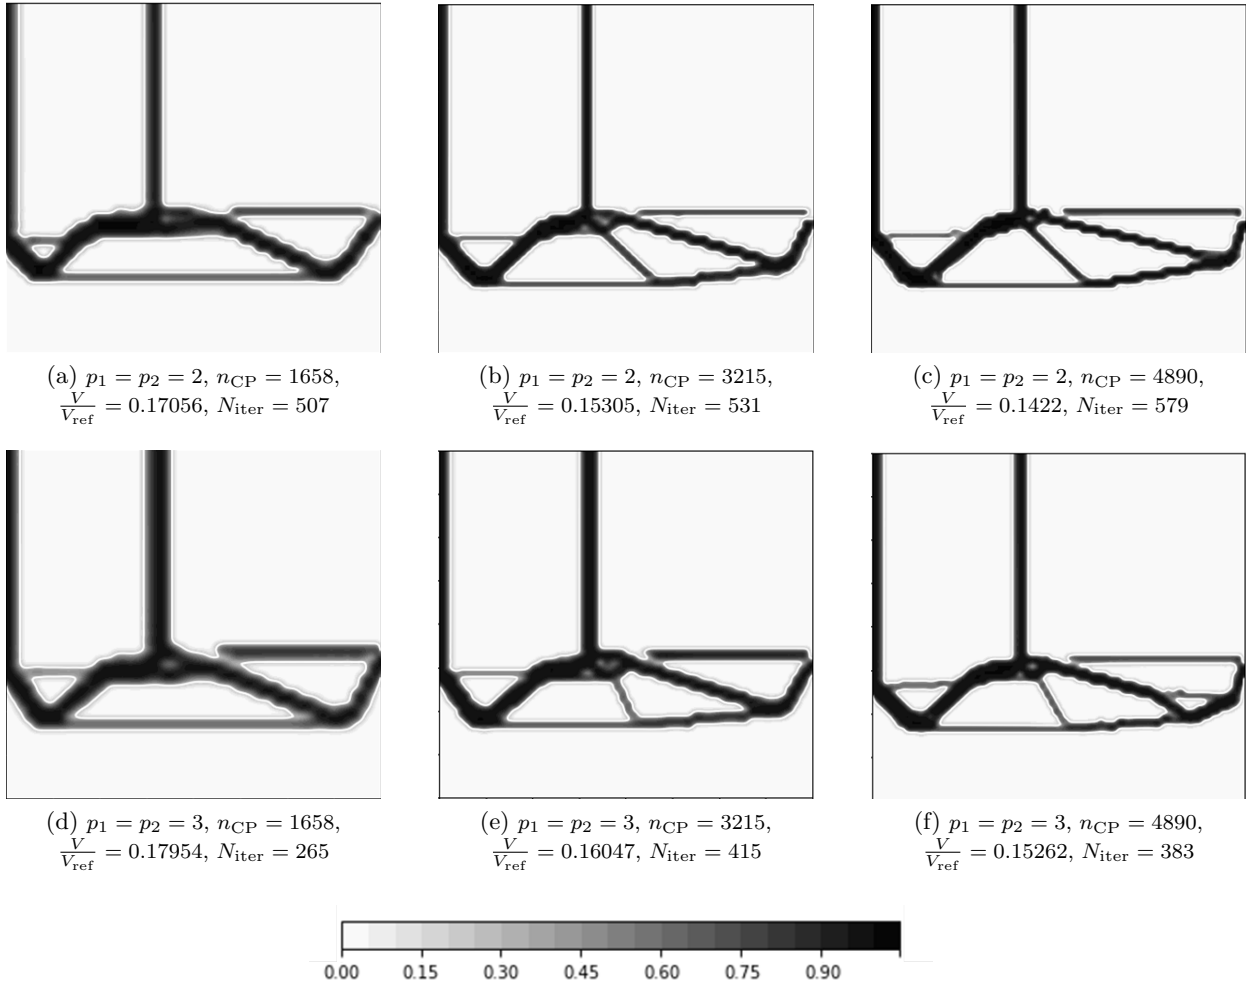 (a) p₁ = p₂ = 2, n_CP = 1658,
V/V_ref = 0.17056, N_iter = 507
(b) p₁ = p₂ = 2, n_CP = 3215,
V/V_ref = 0.15305, N_iter = 531
(c) p₁ = p₂ = 2, n_CP = 4890,
V/V_ref = 0.1422, N_iter = 579
(d) p₁ = p₂ = 3, n_CP = 1658,
V/V_ref = 0.17954, N_iter = 265
(e) p₁ = p₂ = 3, n_CP = 3215,
V/V_ref = 0.16047, N_iter = 415
(f) p₁ = p₂ = 3, n_CP = 4890,
V/V_ref = 0.15262, N_iter = 383
0.00 0.15 0.30 0.45 0.60 0.75 0.90